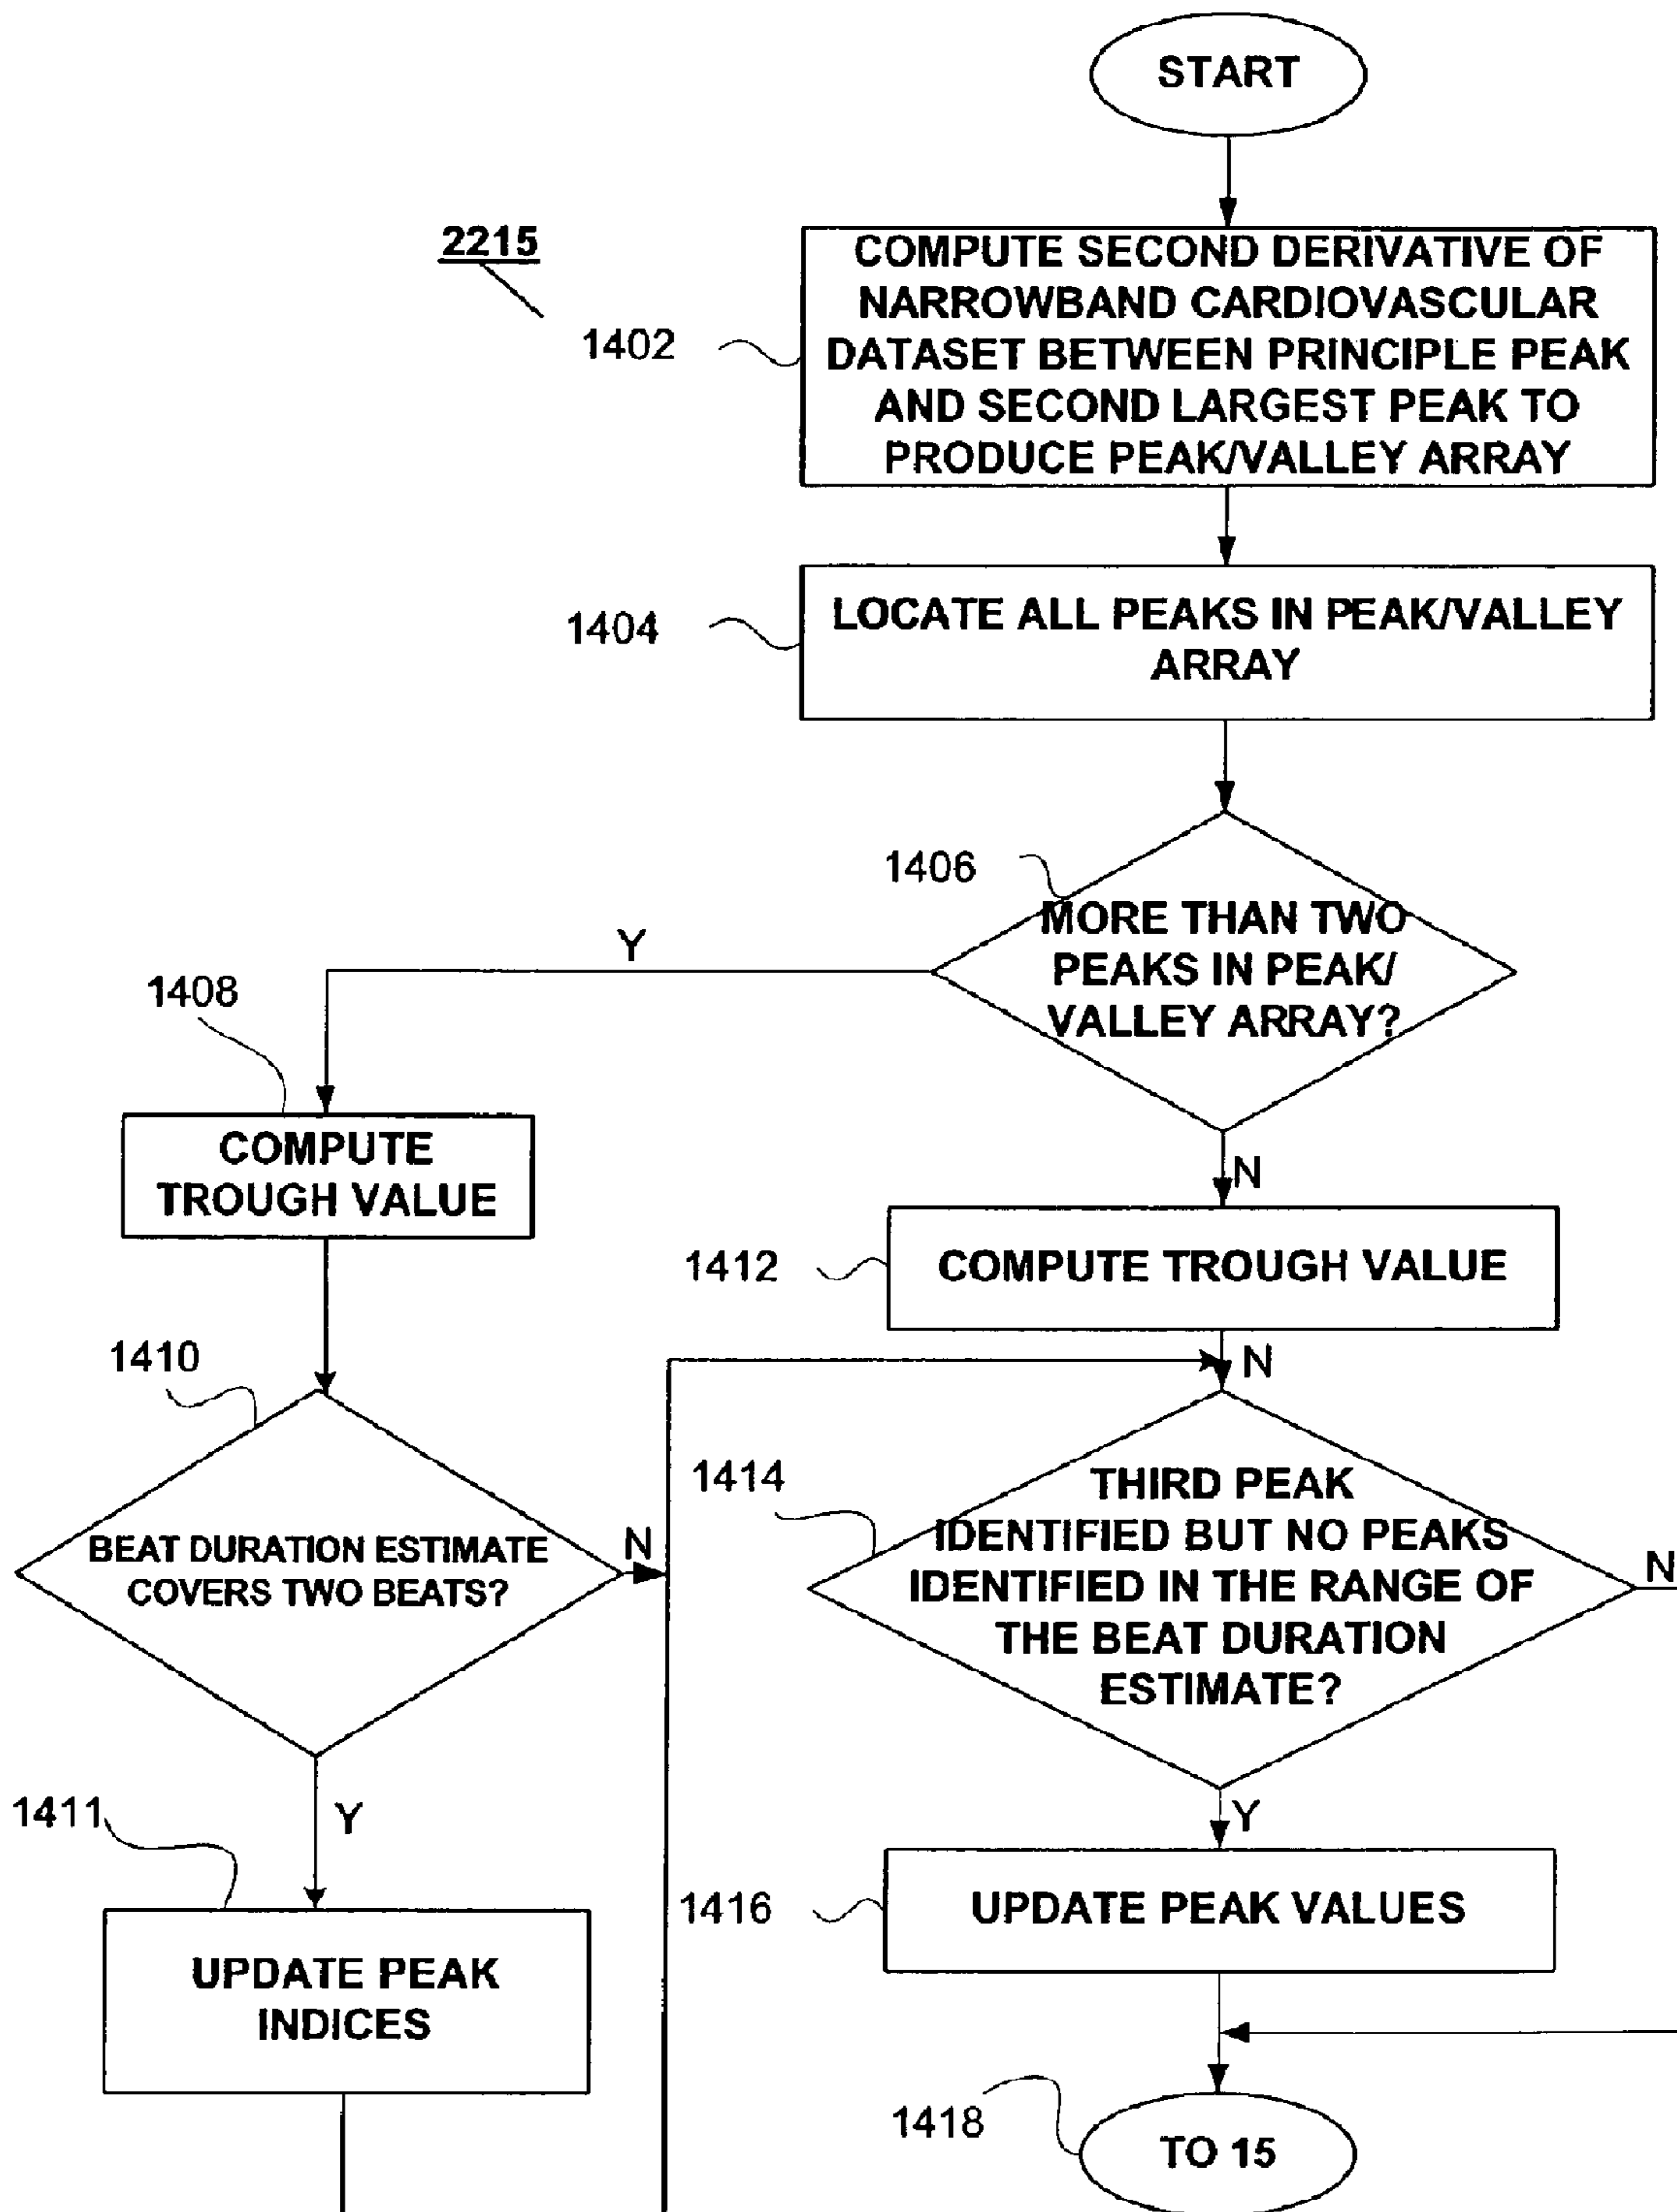 START
2215
1402
COMPUTE SECOND DERIVATIVE OF
NARROWBAND CARDIOVASCULAR
DATASET BETWEEN PRINCIPLE PEAK
AND SECOND LARGEST PEAK TO
PRODUCE PEAK/VALLEY ARRAY
1404
LOCATE ALL PEAKS IN PEAK/VALLEY
ARRAY
1406
MORE THAN TWO
PEAKS IN PEAK/
VALLEY ARRAY?
Y
N
1408
COMPUTE
TROUGH VALUE
1412
COMPUTE TROUGH VALUE
N
1410
BEAT DURATION ESTIMATE
COVERS TWO BEATS?
N
Y
1414
THIRD PEAK
IDENTIFIED BUT NO PEAKS
IDENTIFIED IN THE RANGE OF
THE BEAT DURATION
ESTIMATE?
N
Y
1411
UPDATE PEAK
INDICES
1416
UPDATE PEAK VALUES
1418
TO 15